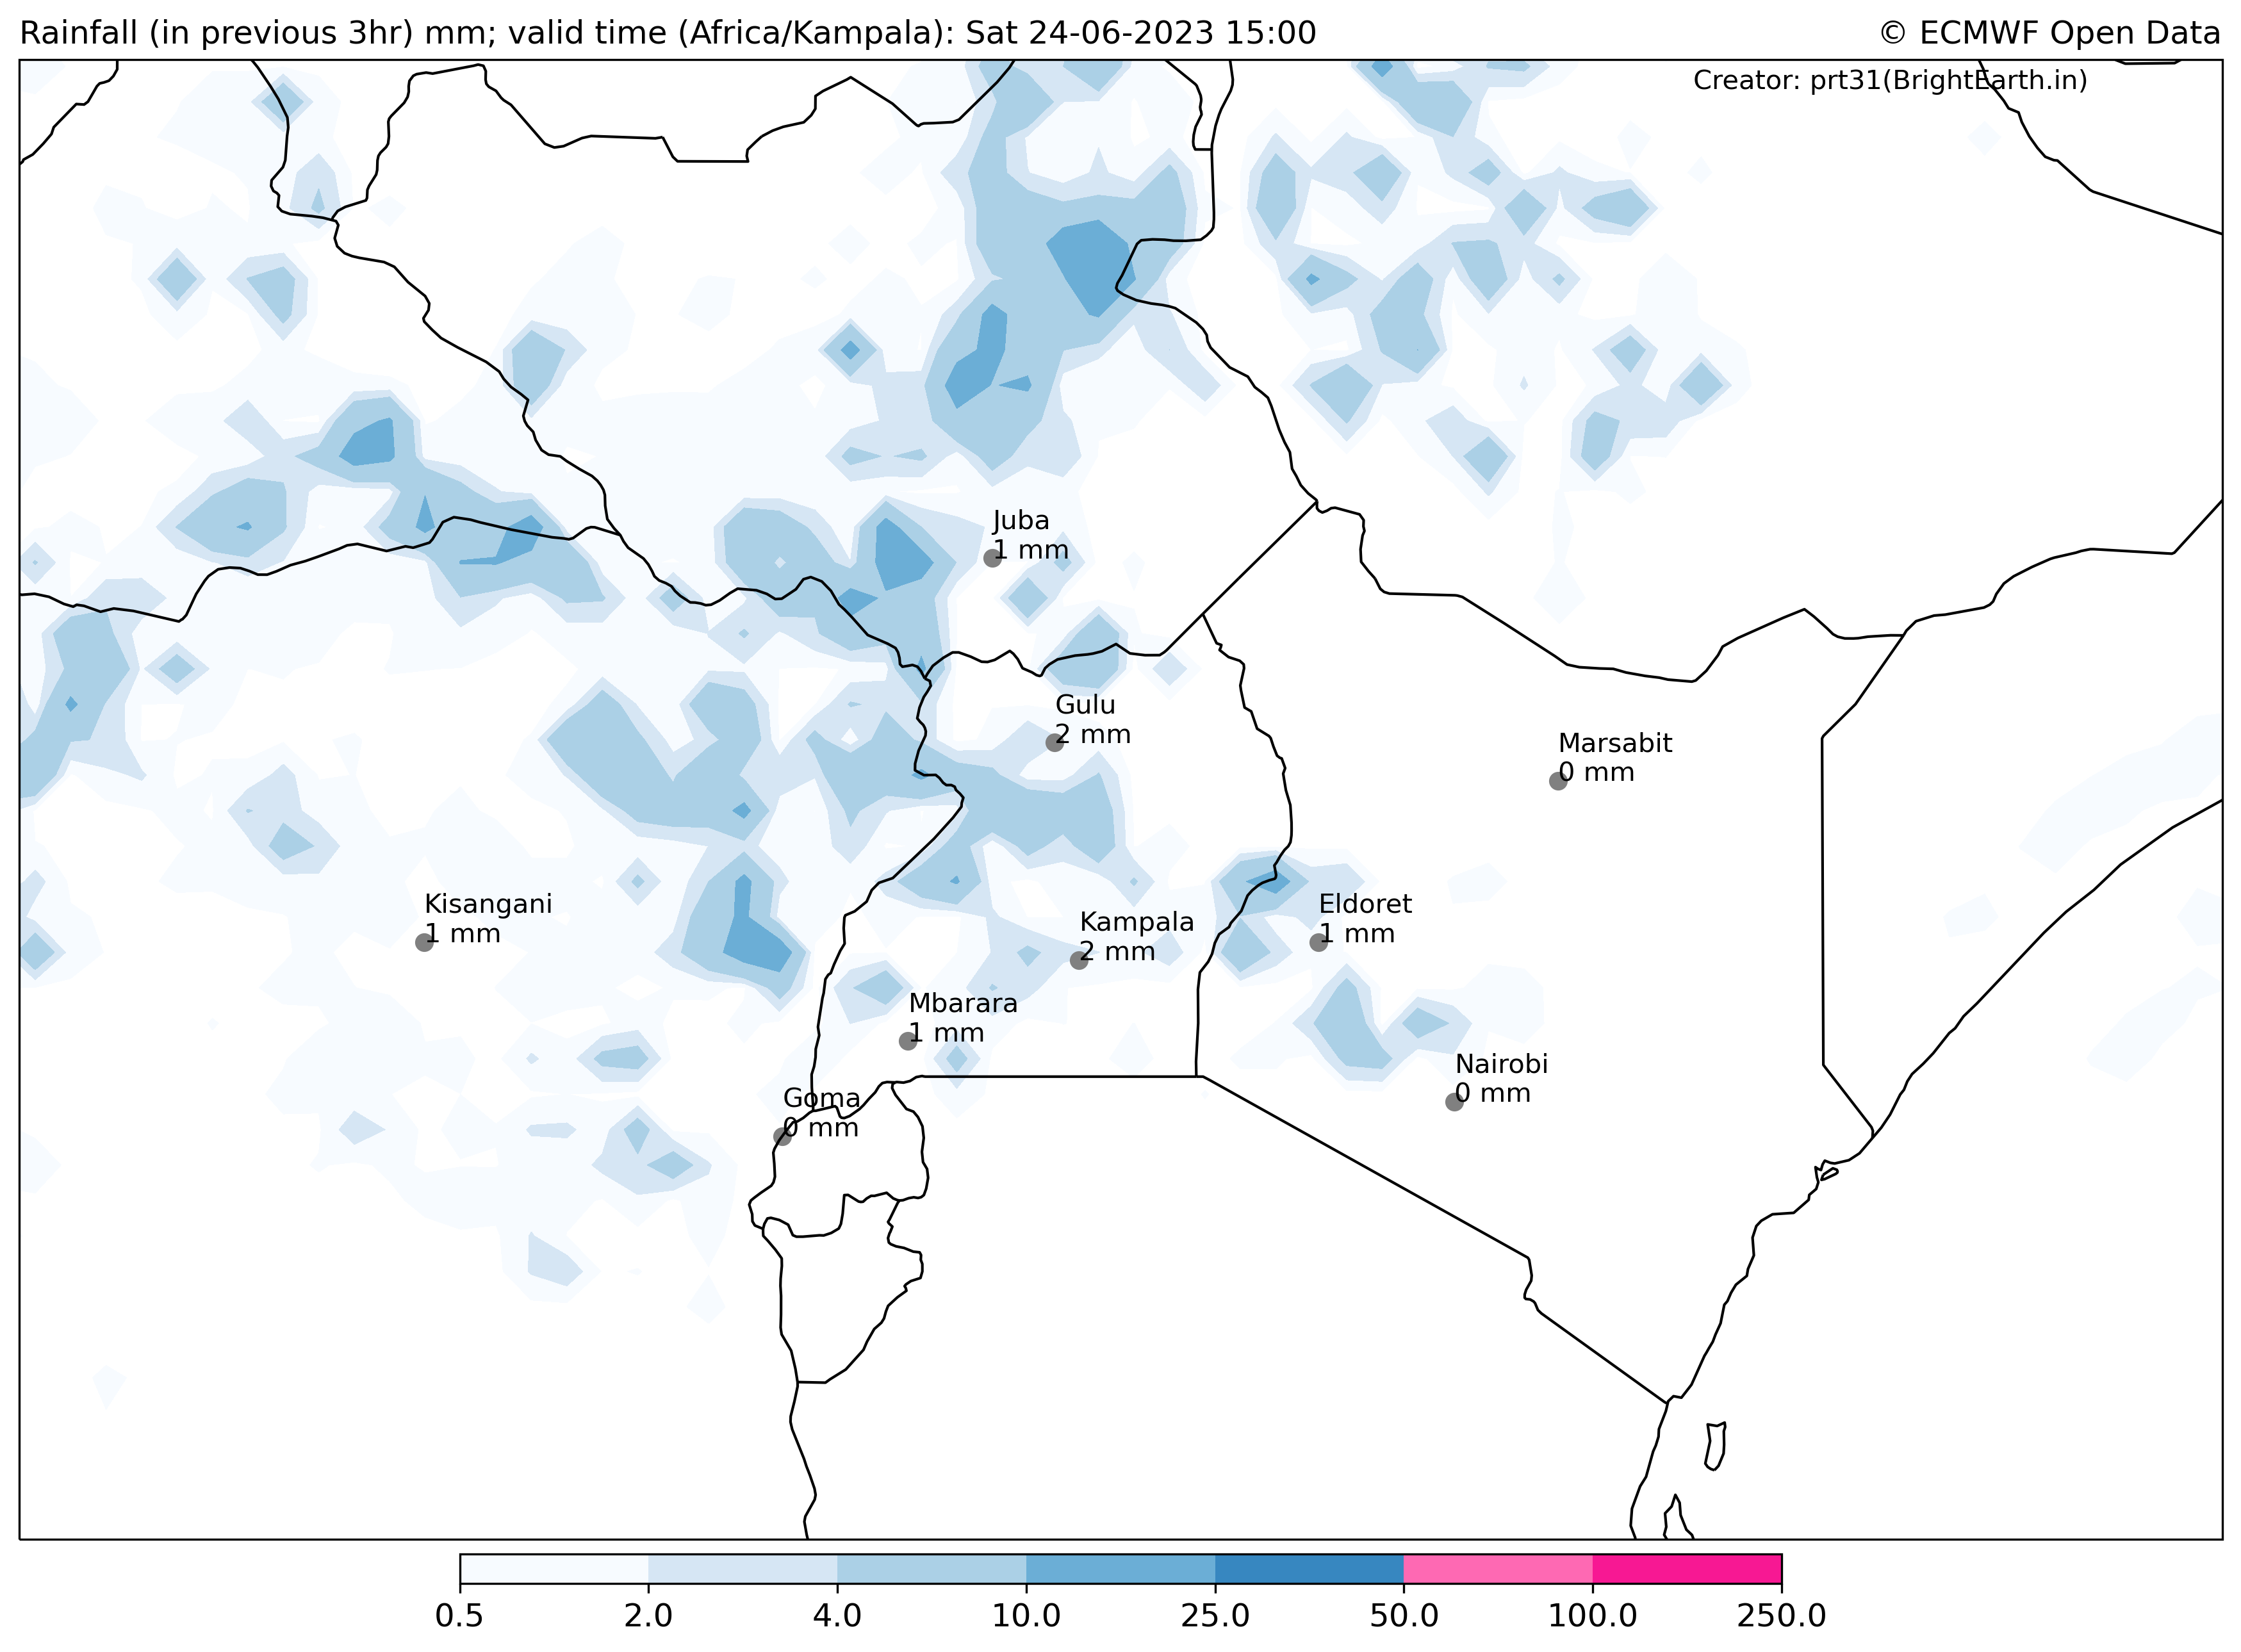 Rainfall (in previous 3hr) mm; valid time (Africa/Kampala): Sat 24-06-2023 15:00
© ECMWF Open Data
Creator: prt31(BrightEarth.in)
Juba
1 mm
Gulu
2 mm
Marsabit
0 mm
Kisangani
1 mm
Kampala
2 mm
Eldoret
1 mm
Mbarara
1 mm
Nairobi
0 mm
Goma
0 mm
0.5 2.0 4.0 10.0 25.0 50.0 100.0 250.0